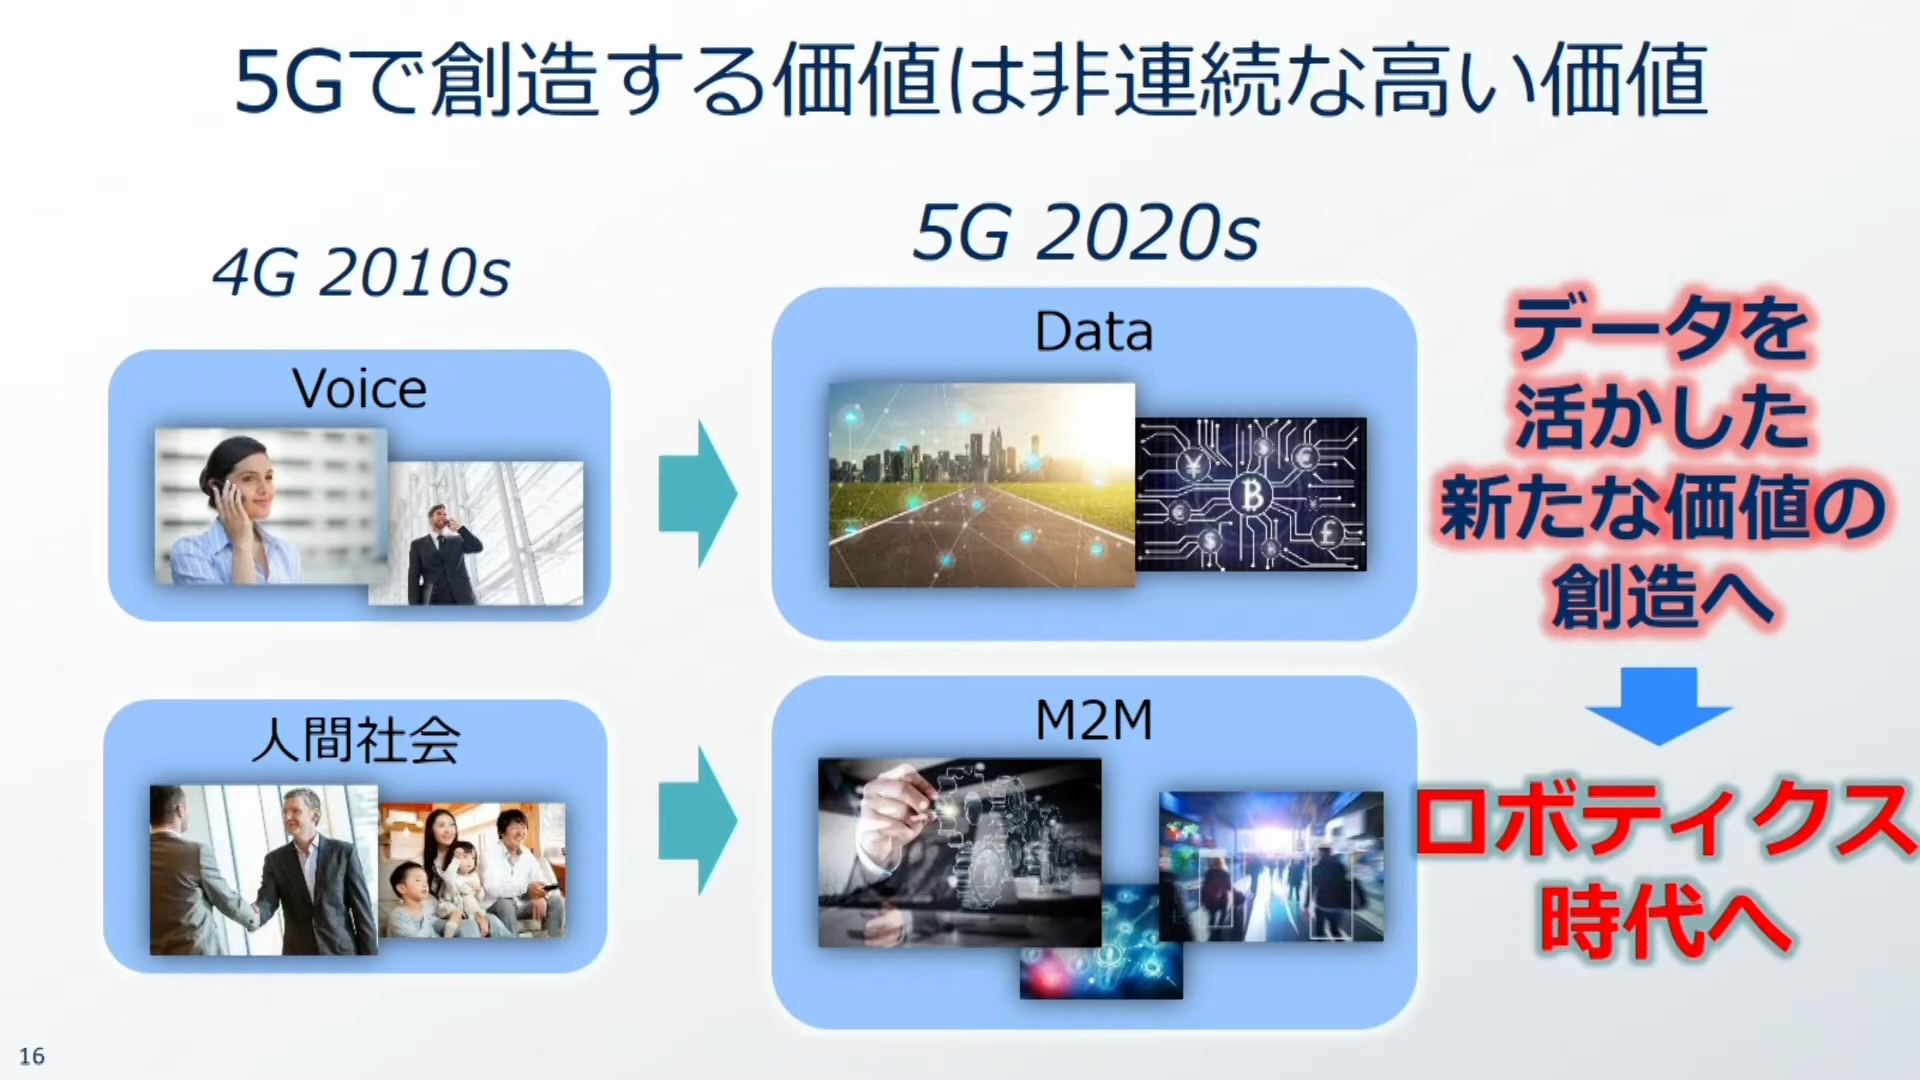 5Gで創造する価値は非連続な高い価値
4G 2010s
5G 2020s
Voice
Data
データを
活かした
新たな価値の
創造へ
人間社会
M2M
ロボティクス
時代へ
16